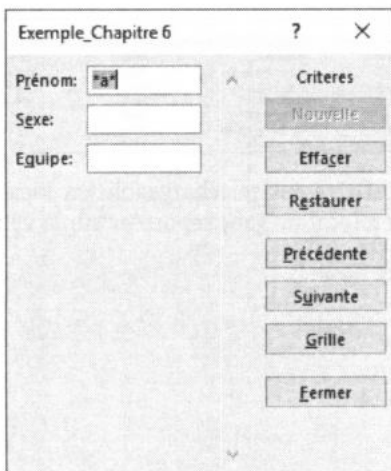 Exemple_Chapitre 6 ? ×
Prénom: *a*
Sexe:
Equipe:
Criteres
Nouvelle
Effacer
Restaurer
Précédente
Suivante
Grille
Fermer